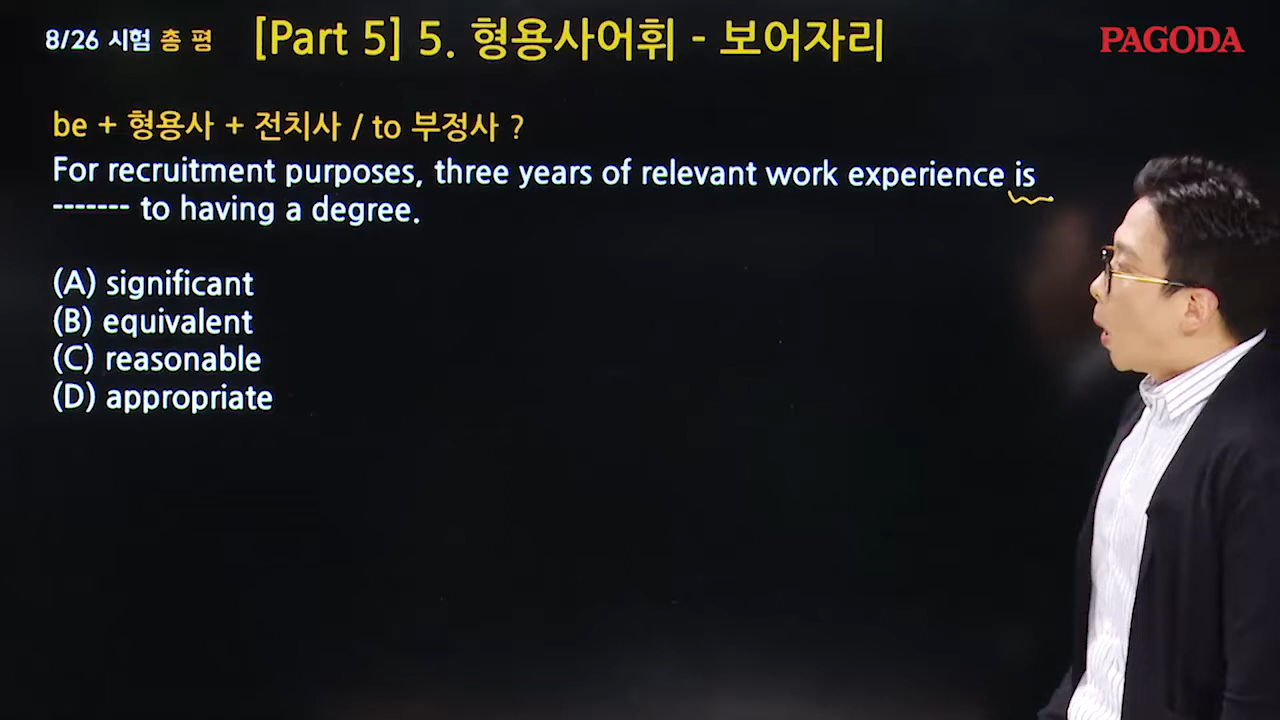 8/26 시험 총 평
[Part 5] 5. 형용사어휘 - 보어자리
PAGODA
be + 형용사 + 전치사 / to 부정사 ?
For recruitment purposes, three years of relevant work experience is
------- to having a degree.
(A) significant
(B) equivalent
(C) reasonable
(D) appropriate